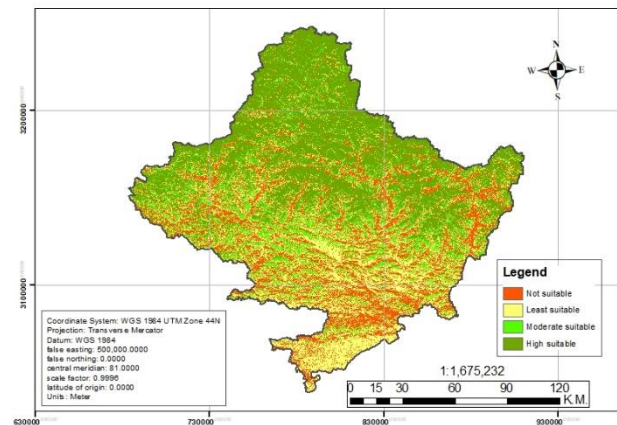 N
W E
S
3200000
3100000
Legend
Not suitable
Least suitable
Moderate suitable
High suitable
Coordinate System: WGS 1984 UTM Zone 44N
Projection: Transverse Mercator
Datum: WGS 1984
false easting: 500,000.0000
false northing: 0.0000
central meridian: 81.0000
scale factor: 0.9996
latitude of origin: 0.0000
Units: Meter
1:1,675,232
0 15 30 60 90 120
K.M.
630000 730000 830000 930000